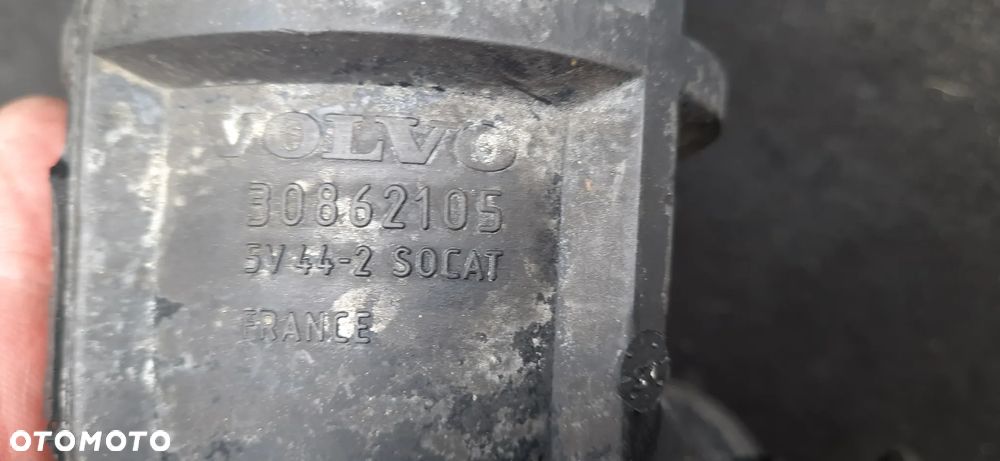 VOLVO
30862105
5V 44-2 SOCAT
FRANCE
OTOMOTO